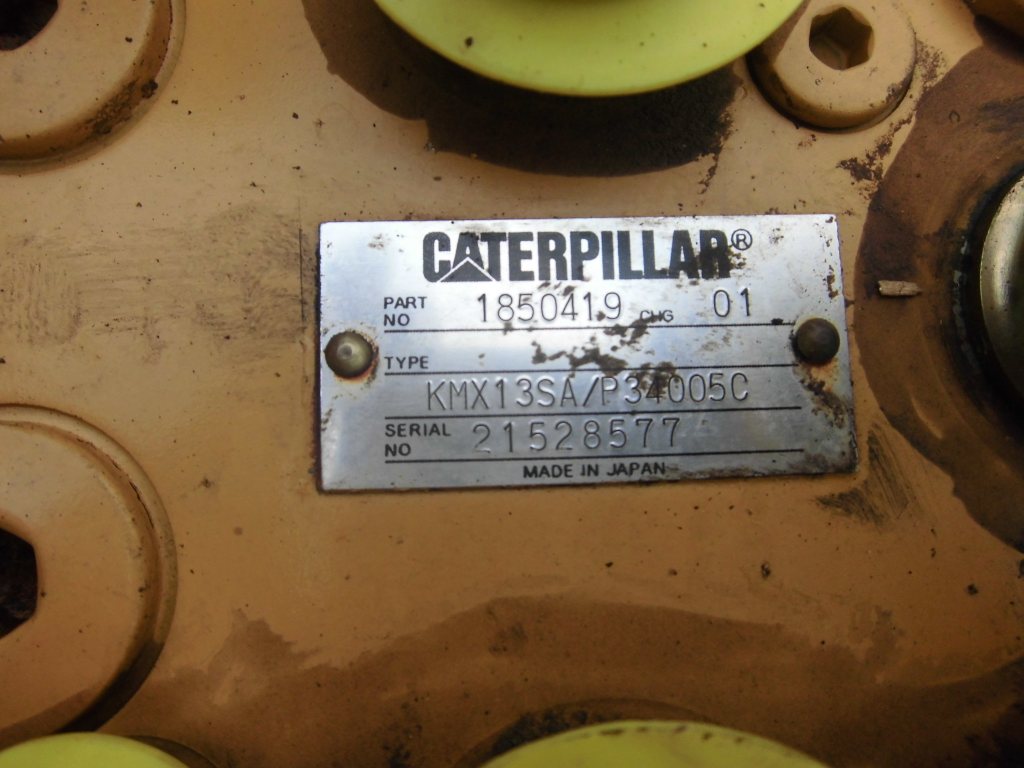 CATERPILLAR®
PART NO 1850419 CHG 01
TYPE
KMX13SA/P34005C
SERIAL NO 21528577
MADE IN JAPAN